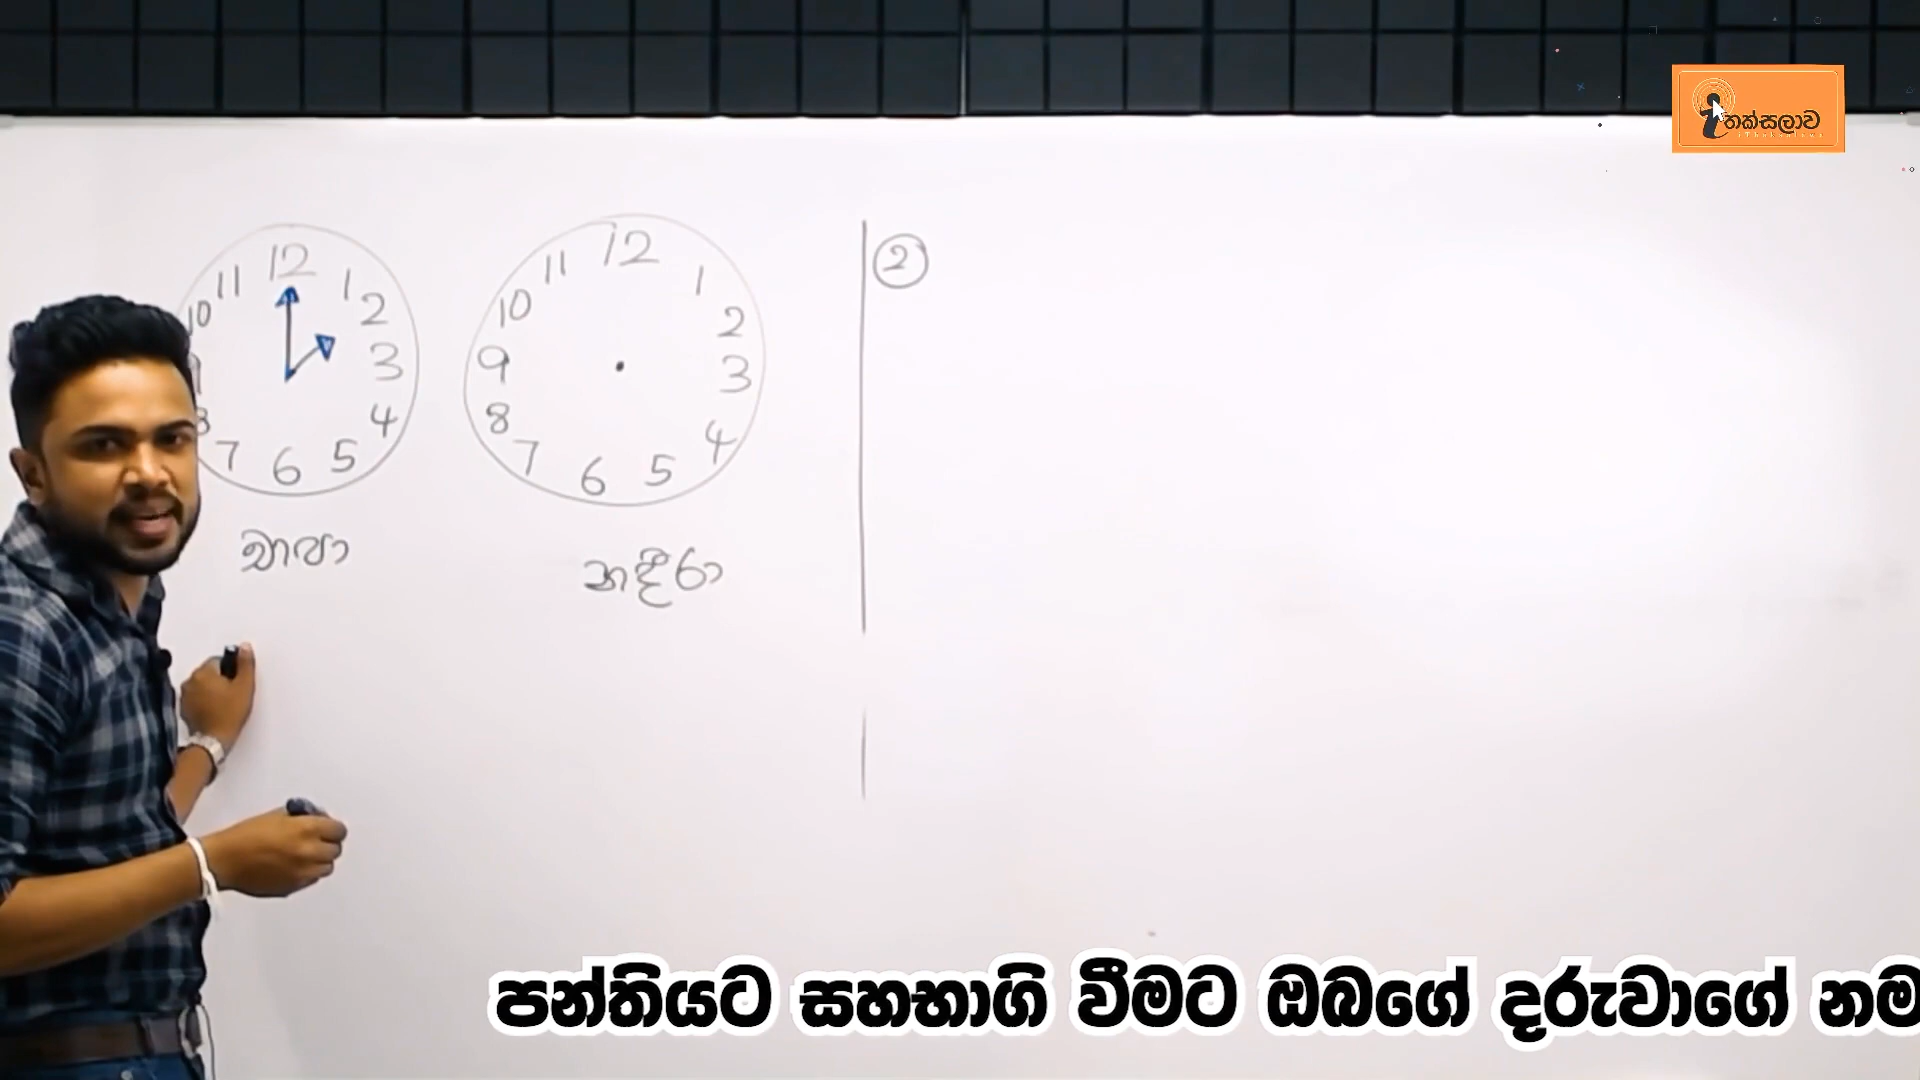 තක්සලාව
12
11 1
10 2
9 3
8 4
7 6 5
චාපා
12
11 1
10 2
9 3
8 4
7 6 5
නදීරා
2
පන්තියට සහභාගි වීමට ඔබගේ දරුවාගේ නම